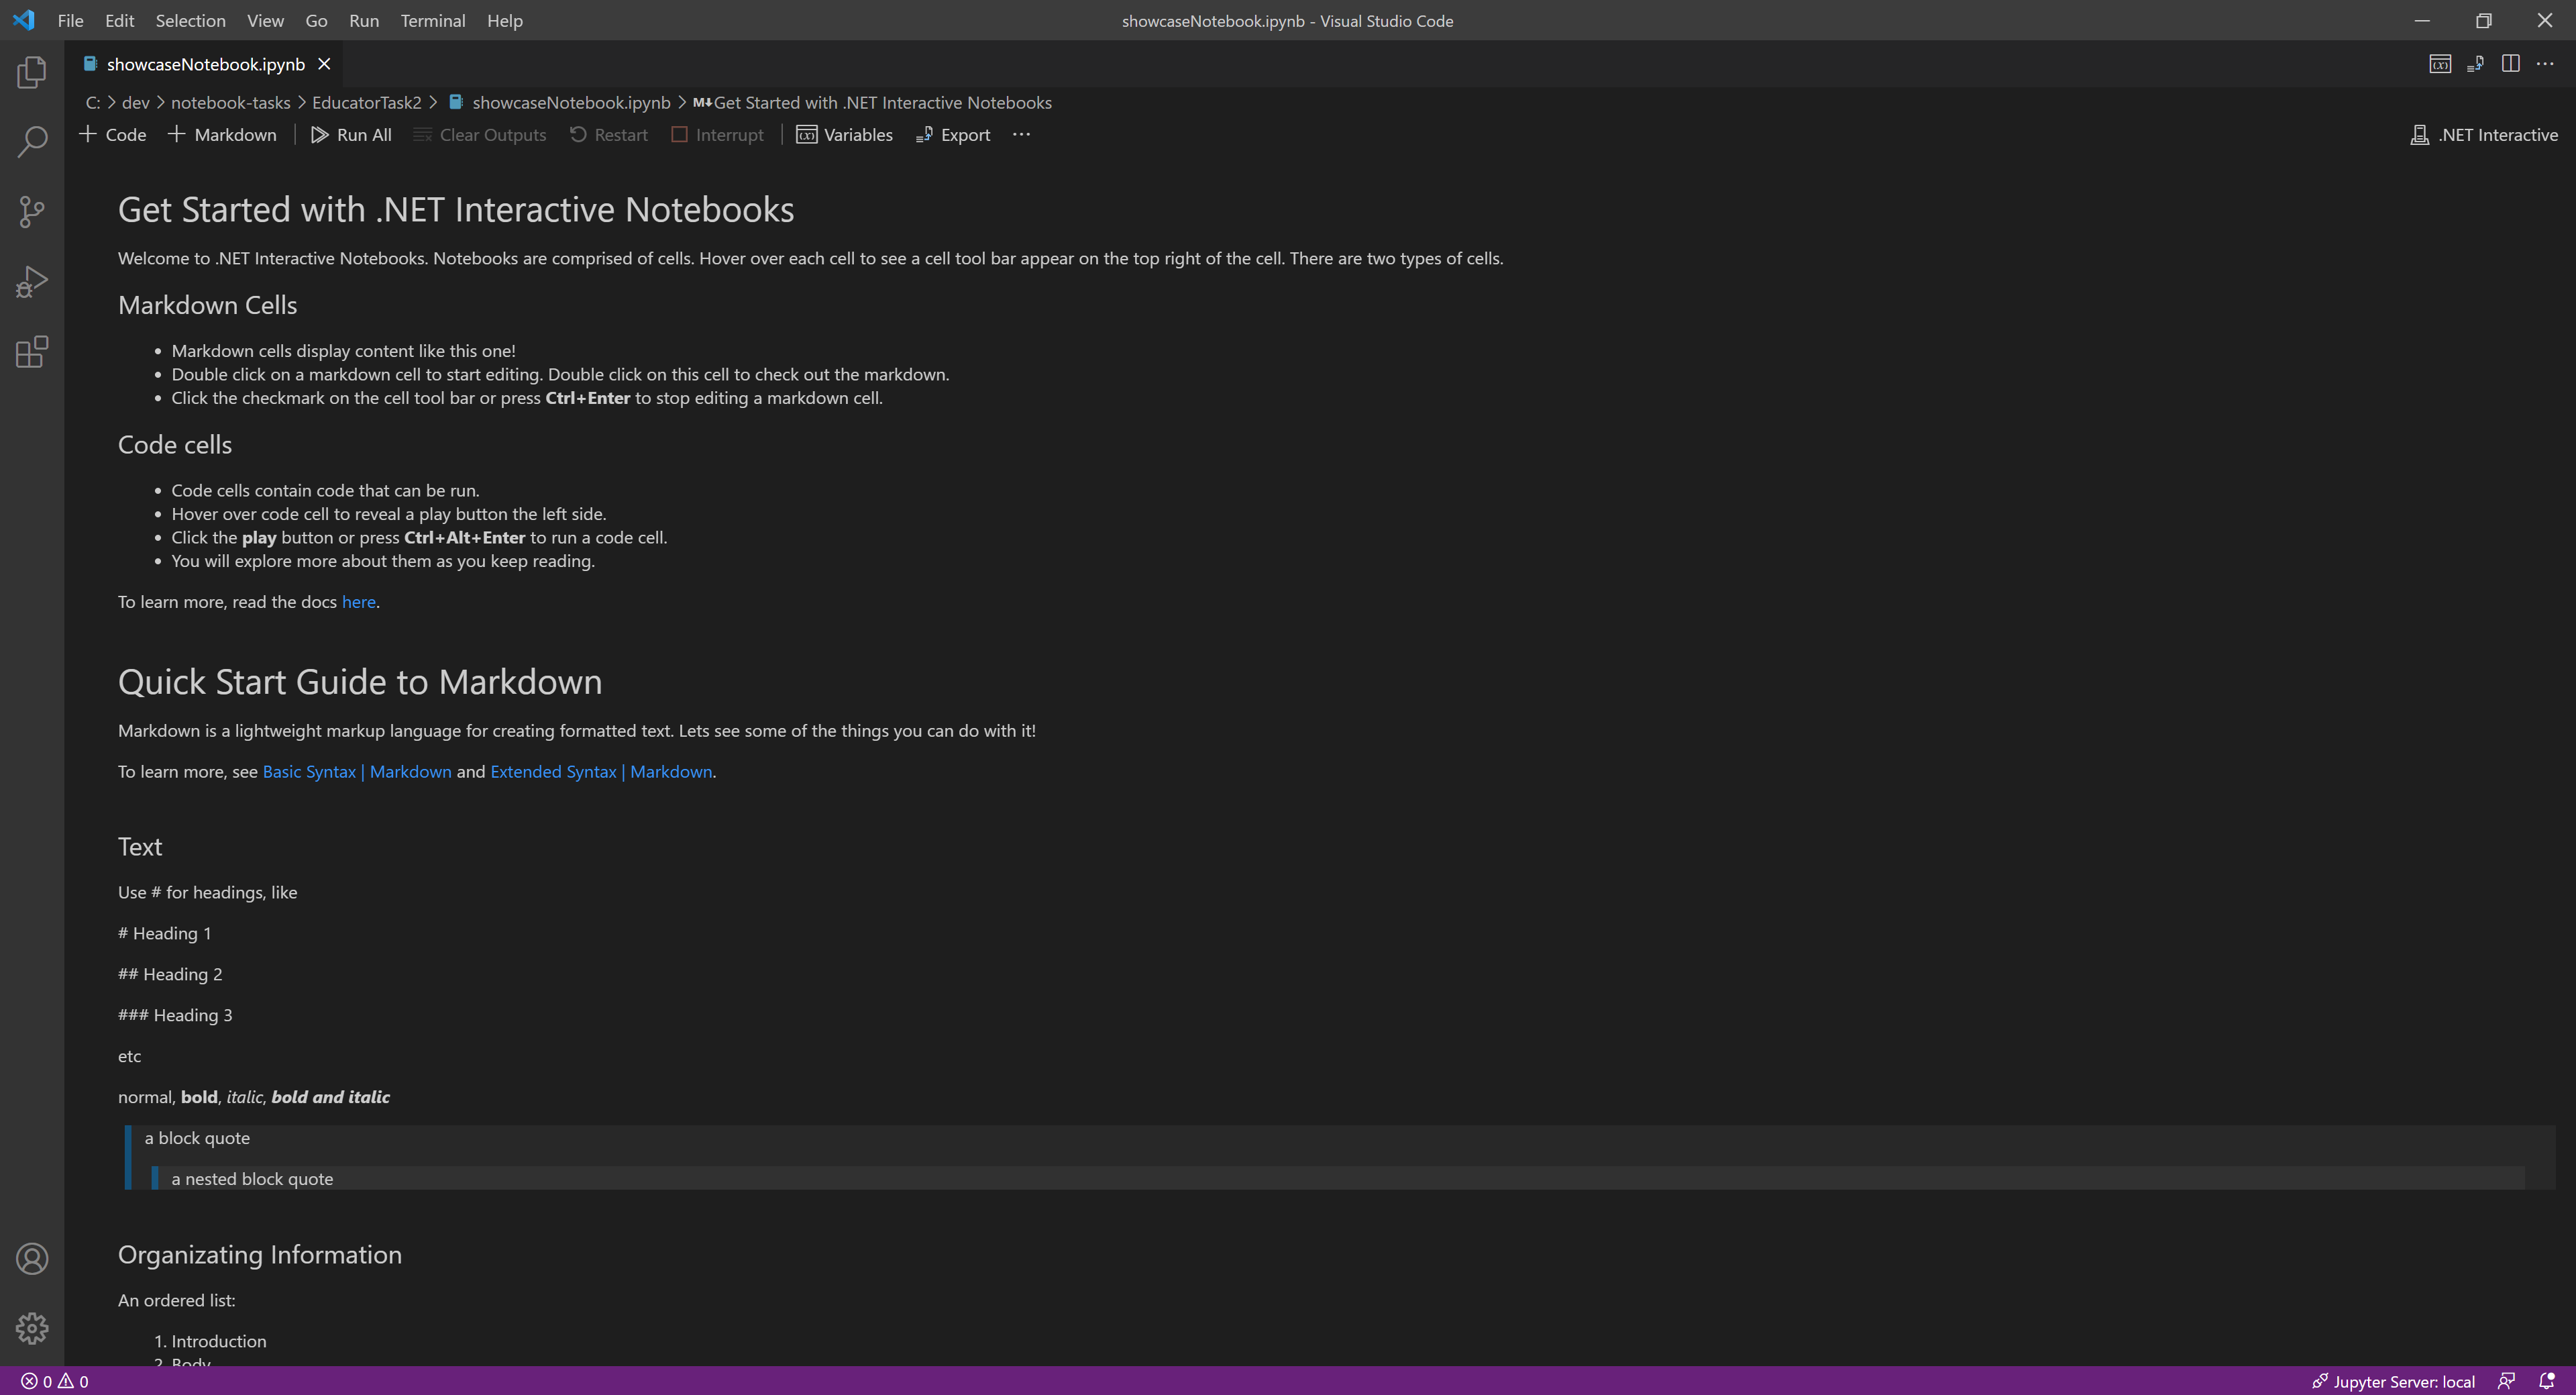 File Edit Selection View Go Run Terminal Help showcaseNotebook.ipynb - Visual Studio Code
showcaseNotebook.ipynb
C: > dev > notebook-tasks > EducatorTask2 > showcaseNotebook.ipynb > M↓Get Started with .NET Interactive Notebooks
+ Code + Markdown | Run All Clear Outputs Restart Interrupt | Variables Export ··· .NET Interactive
Get Started with .NET Interactive Notebooks
Welcome to .NET Interactive Notebooks. Notebooks are comprised of cells. Hover over each cell to see a cell tool bar appear on the top right of the cell. There are two types of cells.
Markdown Cells
• Markdown cells display content like this one!
• Double click on a markdown cell to start editing. Double click on this cell to check out the markdown.
• Click the checkmark on the cell tool bar or press Ctrl+Enter to stop editing a markdown cell.
Code cells
• Code cells contain code that can be run.
• Hover over code cell to reveal a play button the left side.
• Click the play button or press Ctrl+Alt+Enter to run a code cell.
• You will explore more about them as you keep reading.
To learn more, read the docs here.
Quick Start Guide to Markdown
Markdown is a lightweight markup language for creating formatted text. Lets see some of the things you can do with it!
To learn more, see Basic Syntax | Markdown and Extended Syntax | Markdown.
Text
Use # for headings, like
# Heading 1
## Heading 2
### Heading 3
etc
normal, bold, italic, bold and italic
a block quote
a nested block quote
Organizating Information
An ordered list:
1. Introduction
2. Body
0 0 Jupyter Server: local